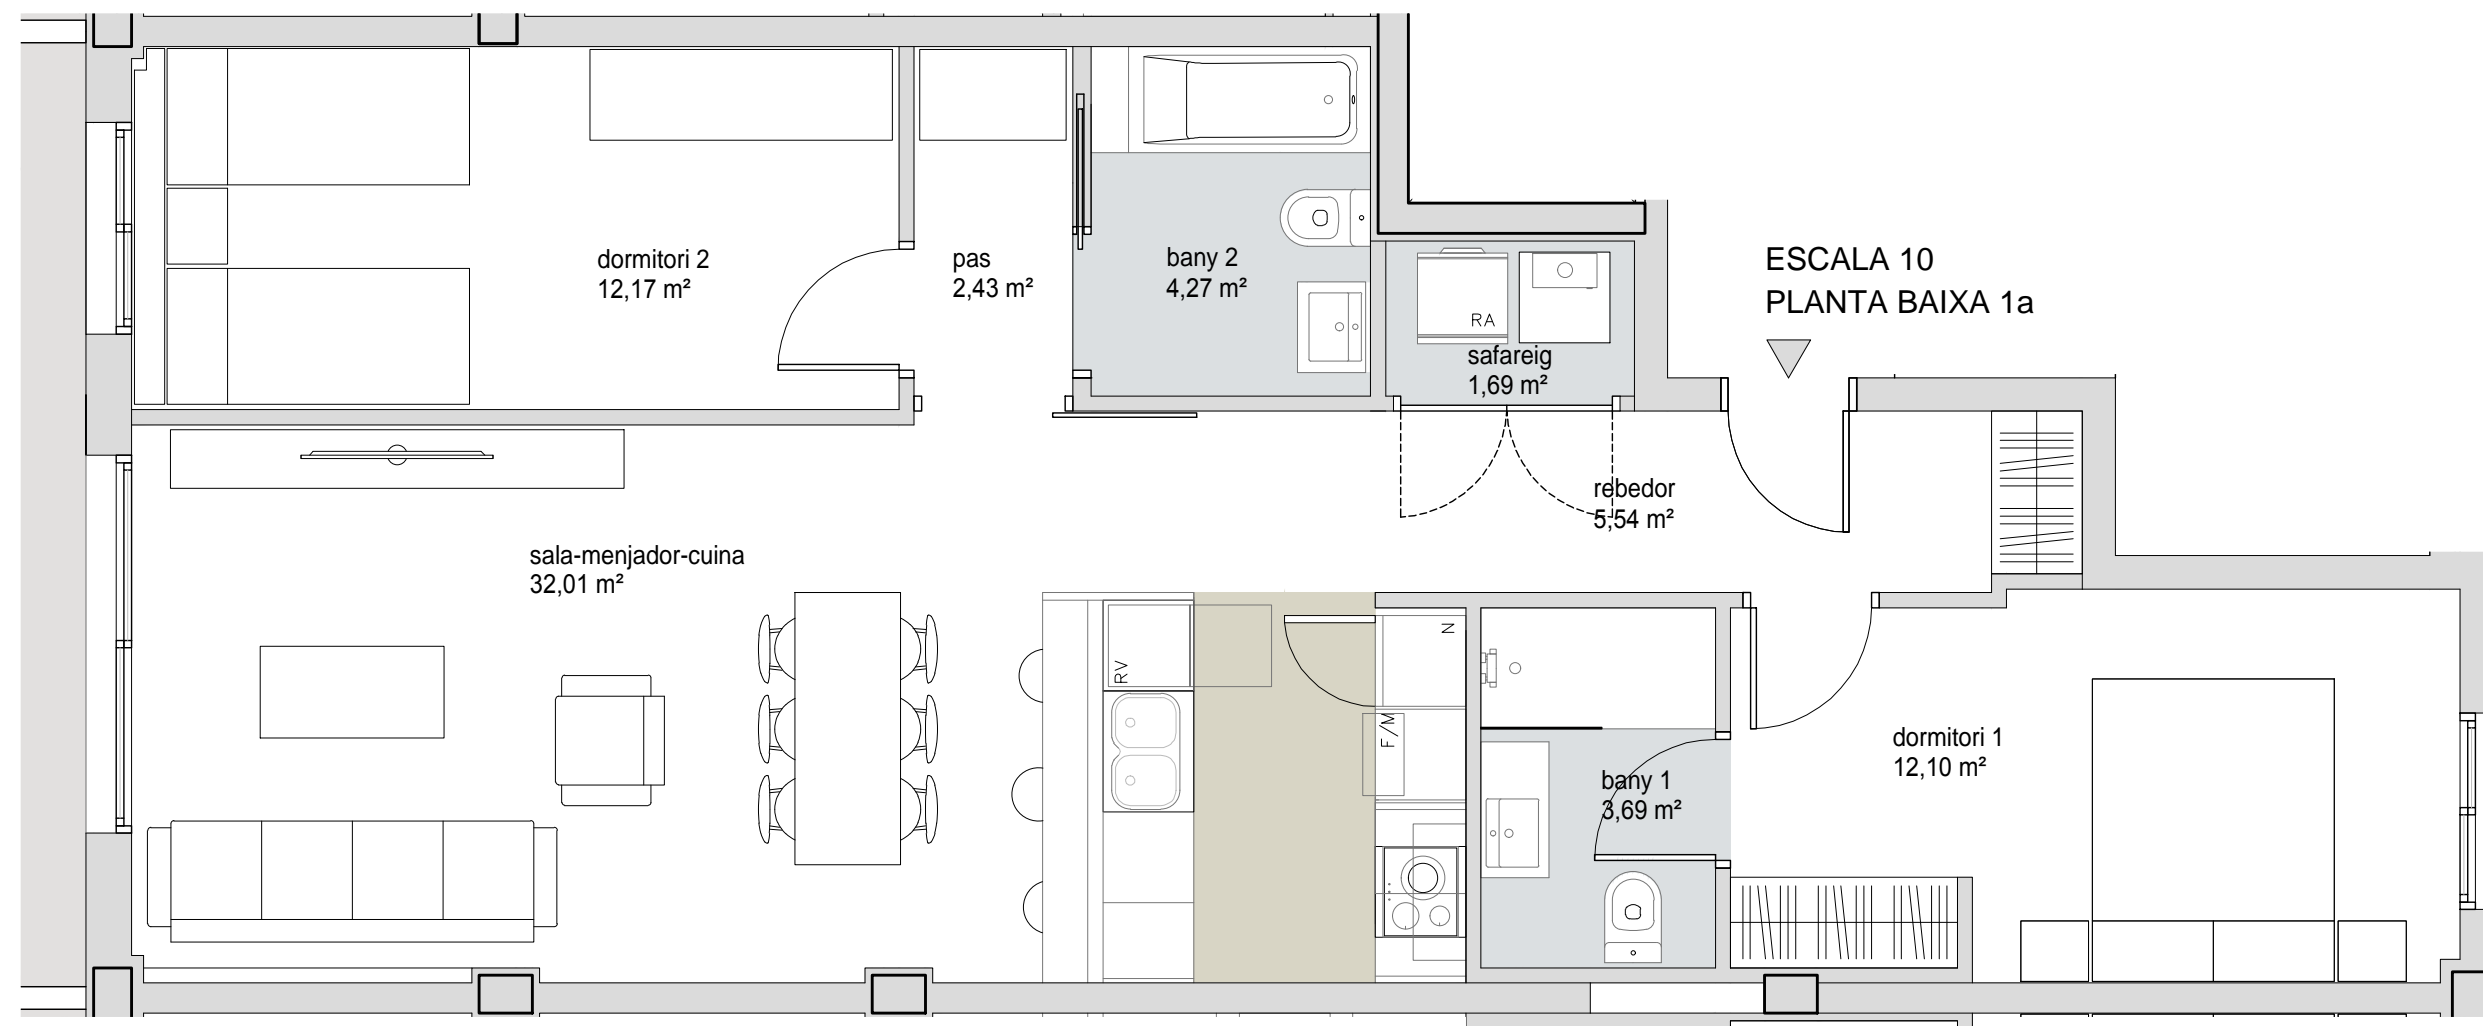 dormitori 2
12,17 m²
pas
2,43 m²
bany 2
4,27 m²
ESCALA 10
PLANTA BAIXA 1a
RA
safareig
1,69 m²
rebedor
5,54 m²
sala-menjador-cuina
32,01 m²
RV
N
F/M
bany 1
3,69 m²
dormitori 1
12,10 m²